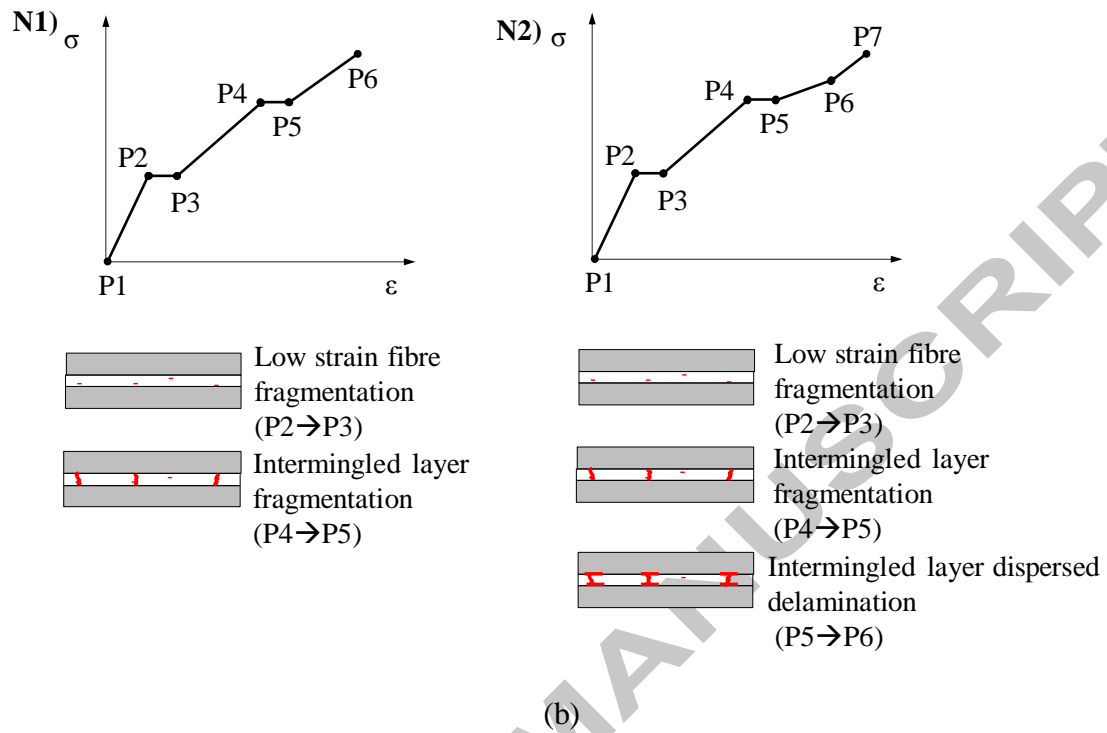 N1) σ
P1
P2
P3
P4
P5
P6
ε
Low strain fibre
fragmentation
(P2→P3)
Intermingled layer
fragmentation
(P4→P5)
N2) σ
P1
P2
P3
P4
P5
P6
P7
ε
Low strain fibre
fragmentation
(P2→P3)
Intermingled layer
fragmentation
(P4→P5)
Intermingled layer dispersed
delamination
(P5→P6)
(b)
MANUSCRIP